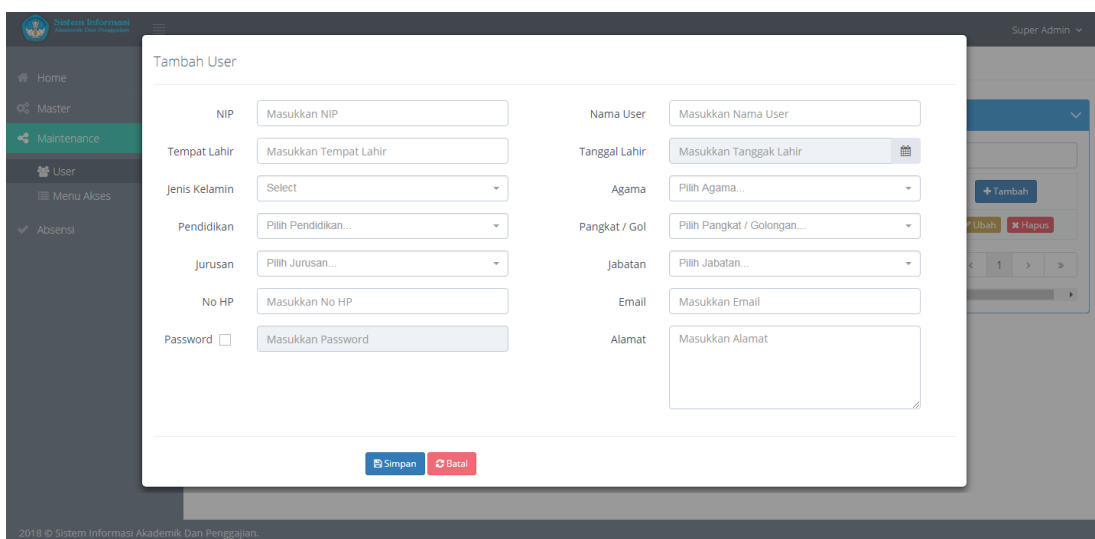 Sistem Informasi
Akademik Dan Penggajian
Super Admin
Home
Master
Maintenance
User
Menu Akses
Absensi
Tambah User
NIP Masukkan NIP Nama User Masukkan Nama User
Tempat Lahir Masukkan Tempat Lahir Tanggal Lahir Masukkan Tanggak Lahir
Jenis Kelamin Select Agama Pilih Agama...
Pendidikan Pilih Pendidikan... Pangkat / Gol Pilih Pangkat / Golongan...
Jurusan Pilih Jurusan... Jabatan Pilih Jabatan...
No HP Masukkan No HP Email Masukkan Email
Password Masukkan Password Alamat Masukkan Alamat
Simpan Batal
+ Tambah
Ubah Hapus
< 1 > »
2018 © Sistem Informasi Akademik Dan Penggajian.